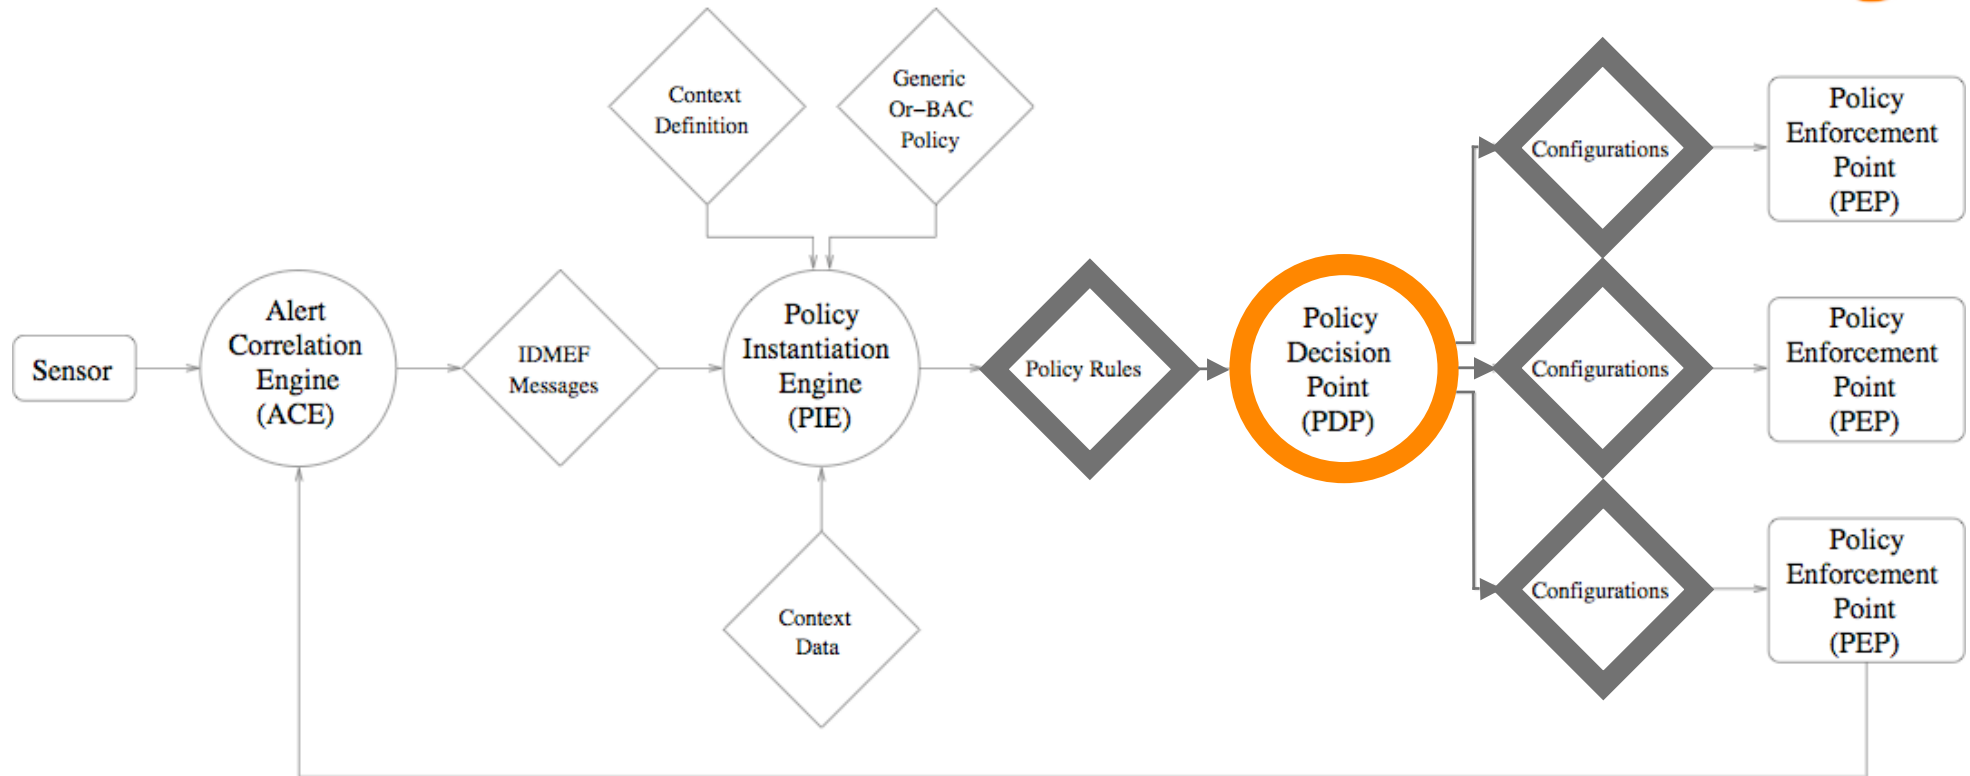 Context
Definition
Generic
Or−BAC
Policy
Configurations
Policy
Enforcement
Point
(PEP)
Sensor
Alert
Correlation
Engine
(ACE)
IDMEF
Messages
Policy
Instantiation
Engine
(PIE)
Policy Rules
Policy
Decision
Point
(PDP)
Configurations
Policy
Enforcement
Point
(PEP)
Context
Data
Configurations
Policy
Enforcement
Point
(PEP)